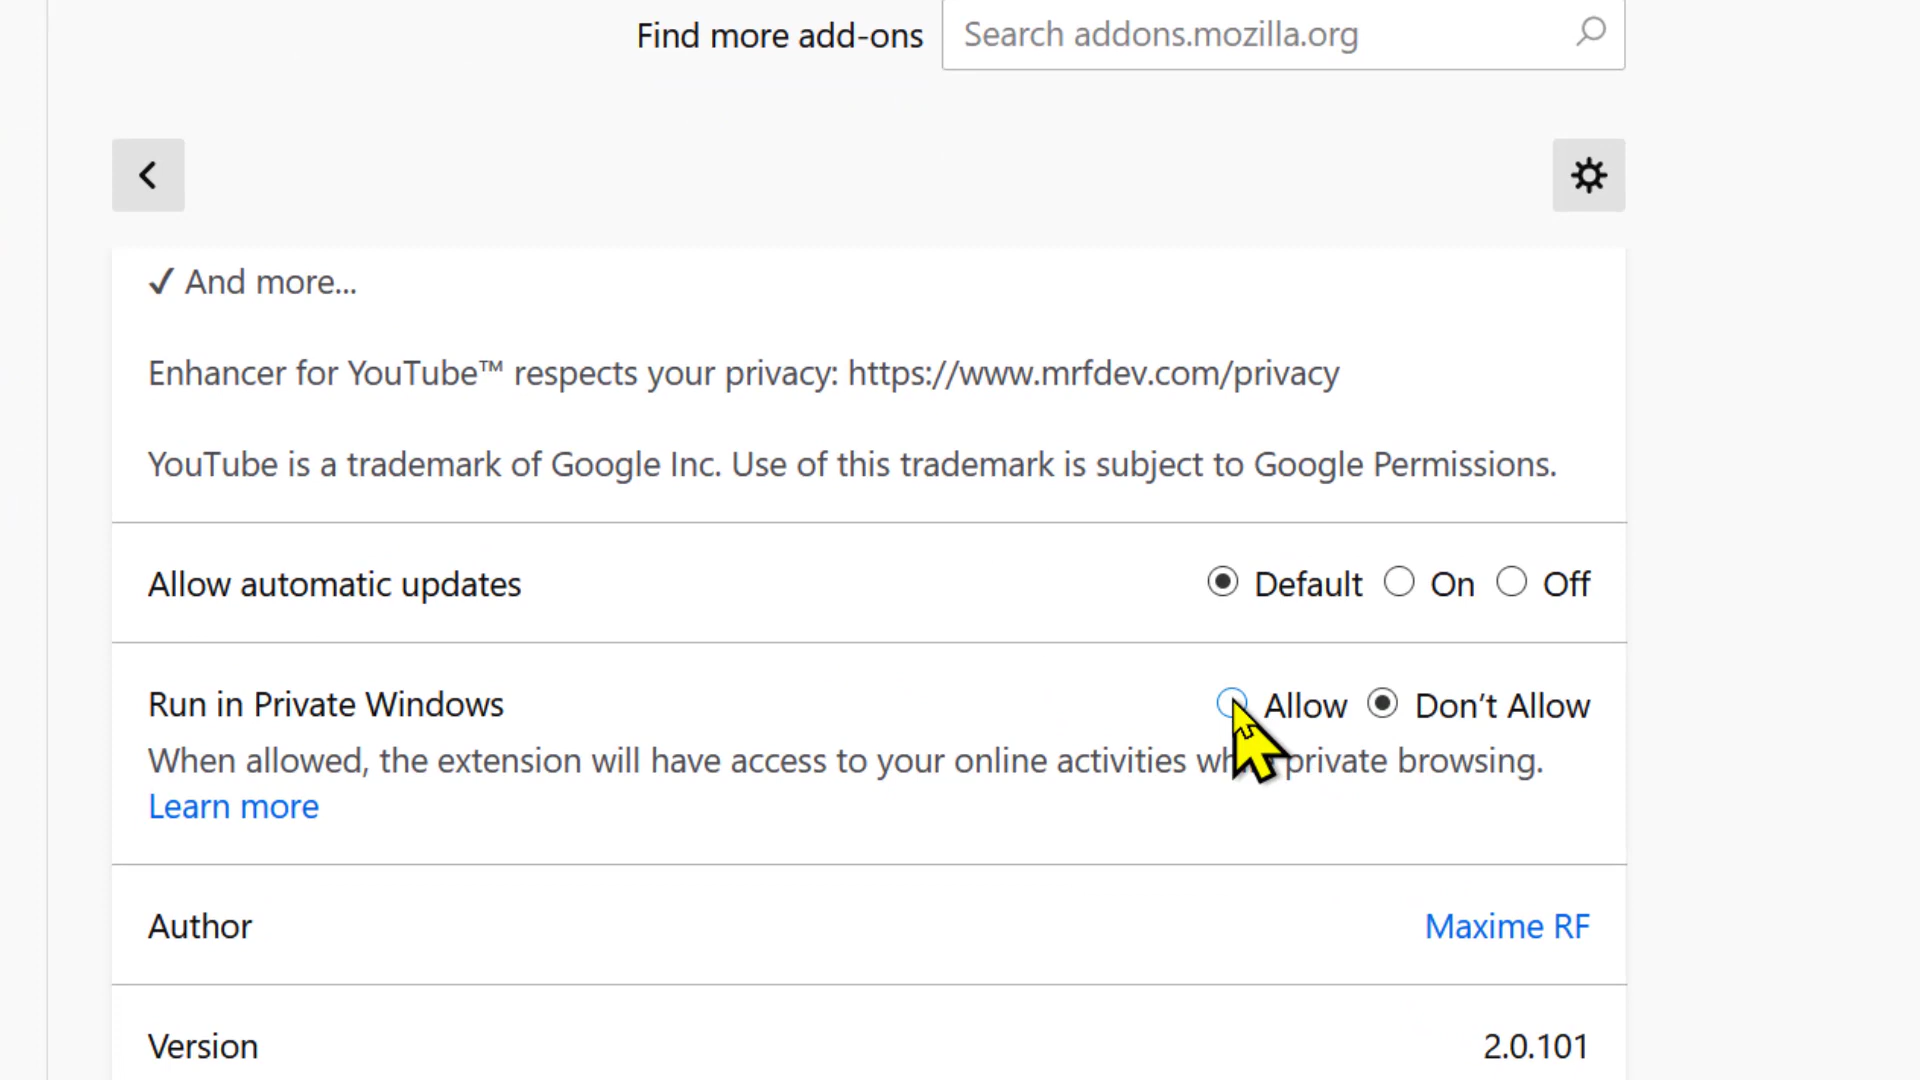 Find more add-ons
Search addons.mozilla.org
✓ And more...
Enhancer for YouTube™ respects your privacy: https://www.mrfdev.com/privacy
YouTube is a trademark of Google Inc. Use of this trademark is subject to Google Permissions.
Allow automatic updates
Default On Off
Run in Private Windows
Allow Don’t Allow
When allowed, the extension will have access to your online activities private browsing.
Learn more
Author
Maxime RF
Version
2.0.101